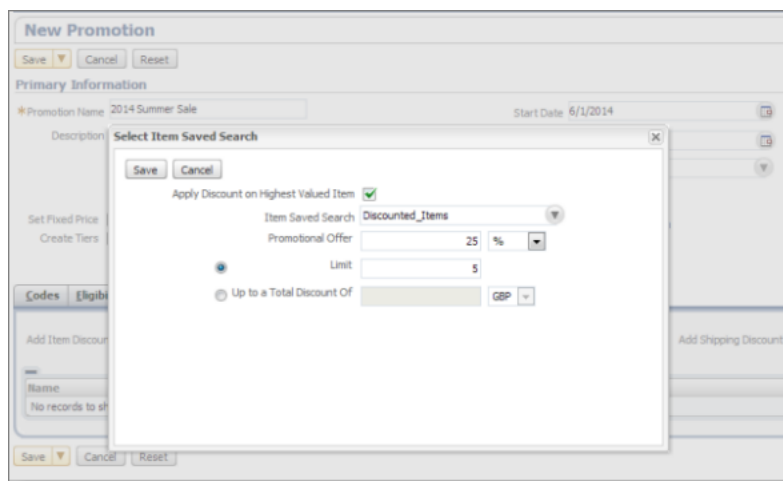 New Promotion
Save Cancel Reset
Primary Information
*Promotion Name 2014 Summer Sale Start Date 6/1/2014
Description
Select Item Saved Search
Save Cancel
Apply Discount on Highest Valued Item
Item Saved Search Discounted_Items
Set Fixed Price
Promotional Offer 25 %
Create Tiers
Limit 5
Up to a Total Discount Of GBP
Codes Eligibi
Add Item Discoun Add Shipping Discount
Name
No records to sh
Save Cancel Reset